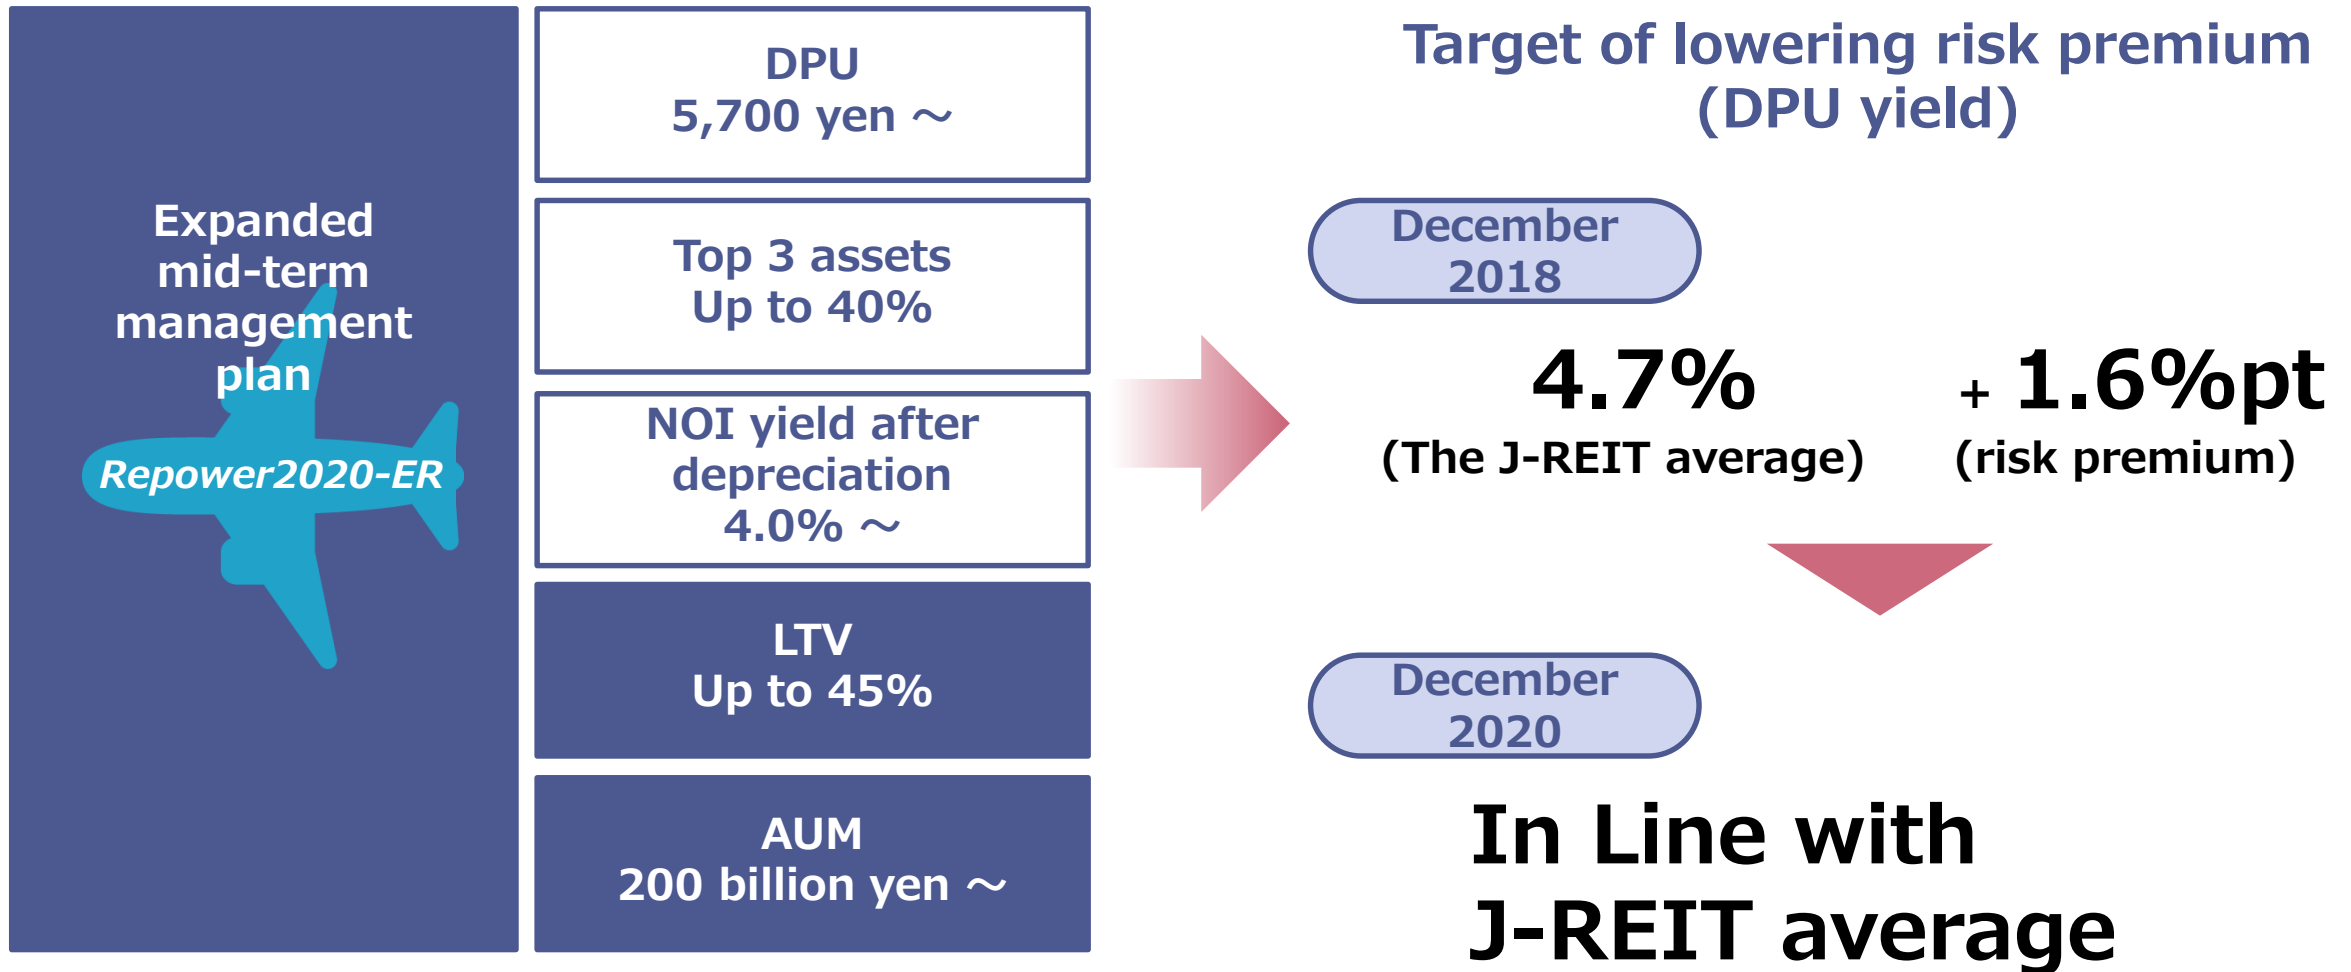 Expanded
mid-term
management
plan
Repower2020-ER
DPU
5,700 yen ～
Top 3 assets
Up to 40%
NOI yield after
depreciation
4.0% ～
LTV
Up to 45%
AUM
200 billion yen ～
Target of lowering risk premium
(DPU yield)
December
2018
4.7% + 1.6%pt
(The J-REIT average) (risk premium)
December
2020
In Line with
J-REIT average